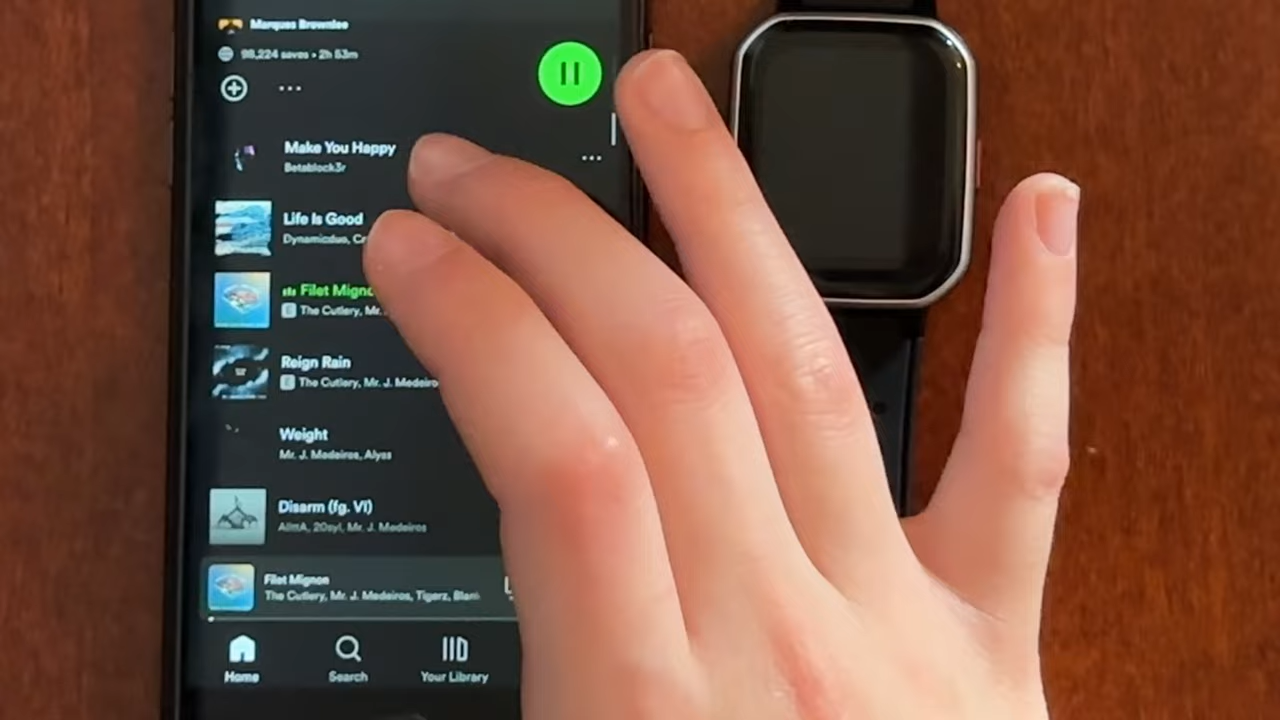 Marques Brownlee
98,224 saves • 2h 53m
Make You Happy
Betablock3r
Life Is Good
Dynamicduo,
Filet
E The Cutlery, Mr.
Reign Rain
E The Cutlery, Mr. J.
Weight
Mr. J. Medeiros, Alyss
Disarm (fg. VI)
AllttA, 20syl, Mr. J. Medeiros
Filet Mignon
The Cutlery, Mr. J. Medeiros, Tigerz,
Home
Search
Your Library